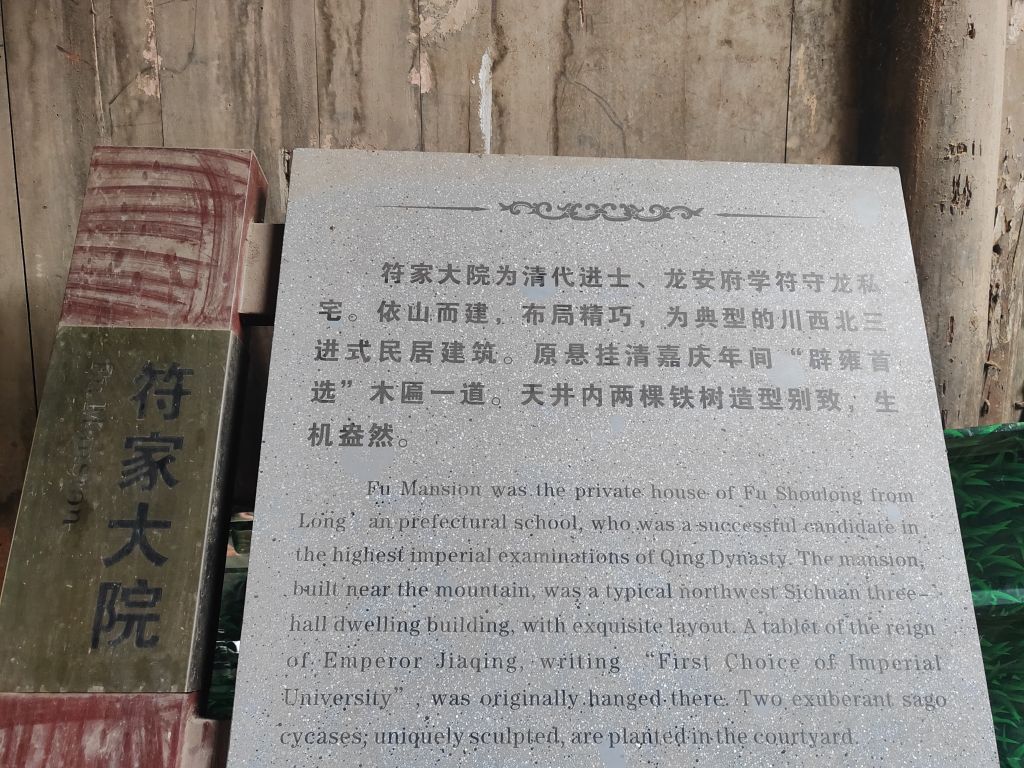 符家大院
符家大院为清代进士、龙安府学符守龙私
宅。依山而建，布局精巧，为典型的川西北三
进式民居建筑。原悬挂清嘉庆年间“辟雍首
选”木匾一道。天井内两棵铁树造型别致，生
机盎然。
Fu Mansion was the private house of Fu Shoulong from
Long’an prefectural school, who was a successful candidate in
the highest imperial examinations of Qing Dynasty. The mansion,
built near the mountain, was a typical northwest Sichuan three-
hall dwelling building, with exquisite layout. A tablet of the reign
of Emperor Jiaqing, writing “First Choice of Imperial
University”, was originally hanged there. Two exuberant sago
cycases, uniquely sculpted, are planted in the courtyard.